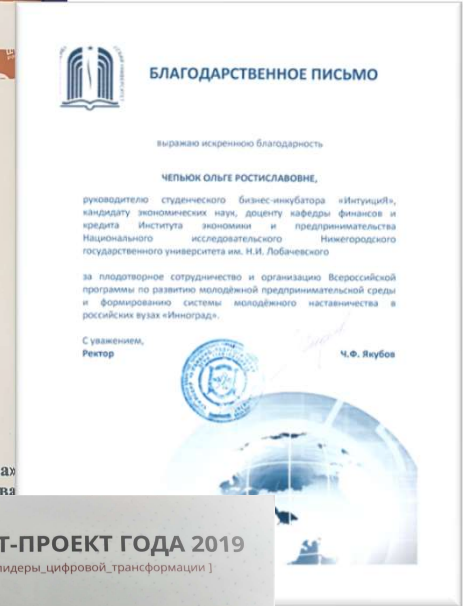 БЛАГОДАРСТВЕННОЕ ПИСЬМО
выражаю искреннюю благодарность
ЧЕПЬЮК ОЛЬГЕ РОСТИСЛАВОВНЕ,
руководителю студенческого бизнес-инкубатора «ИнтуициЯ»,
кандидату экономических наук, доценту кафедры финансов и
кредита Института экономики и предпринимательства
Национального исследовательского Нижегородского
государственного университета им. Н.И. Лобачевского
за плодотворное сотрудничество и организацию Всероссийской
программы по развитию молодёжной предпринимательской среды
и формированию системы молодёжного наставничества в
российских вузах «Инноград».
С уважением,
Ректор Ч.Ф. Якубов
Т-ПРОЕКТ ГОДА 2019
лидеры_цифровой_трансформации ]